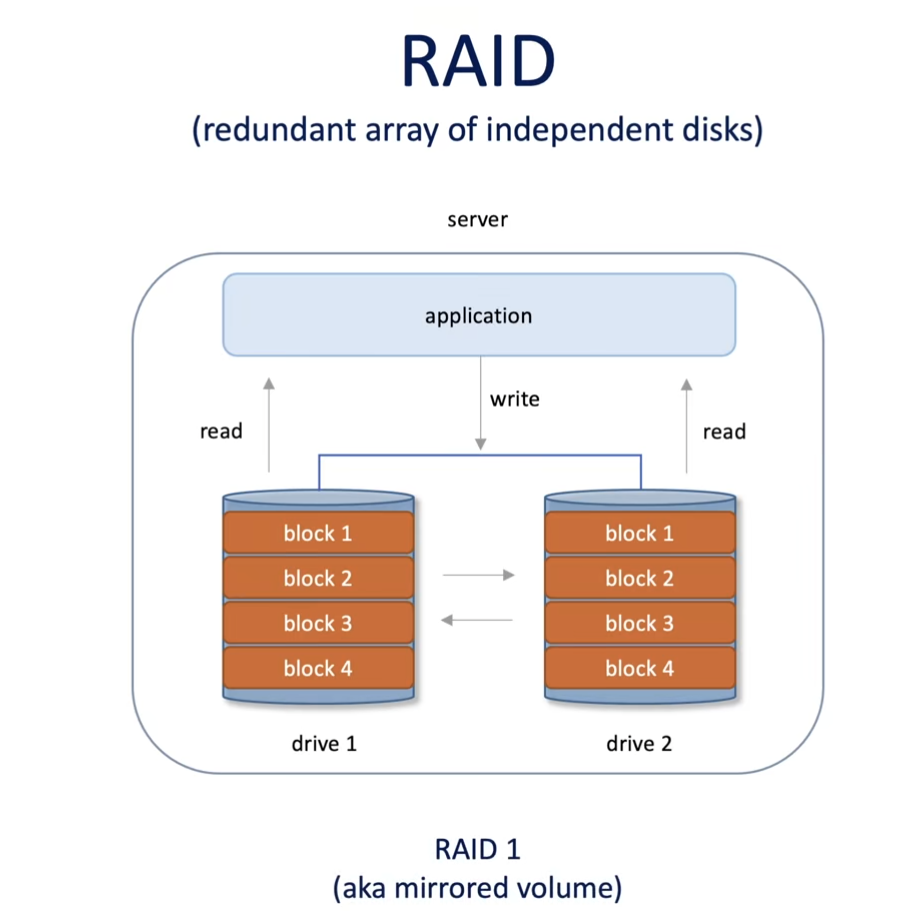 RAID
(redundant array of independent disks)
server
application
write
read
read
block 1
block 1
block 2
block 2
block 3
block 3
block 4
block 4
drive 1
drive 2
RAID 1
(aka mirrored volume)